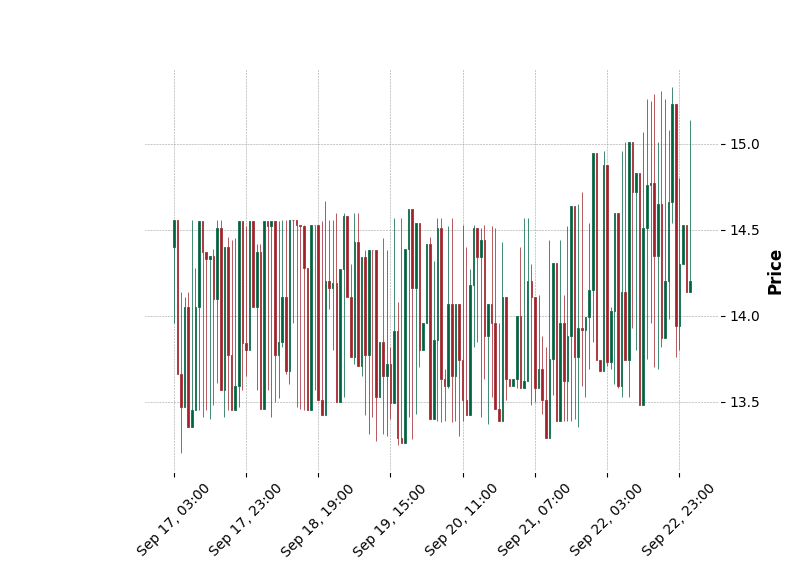 15.0
14.5
14.0
13.5
Price
Sep 17, 03:00
Sep 17, 23:00
Sep 18, 19:00
Sep 19, 15:00
Sep 20, 11:00
Sep 21, 07:00
Sep 22, 03:00
Sep 22, 23:00